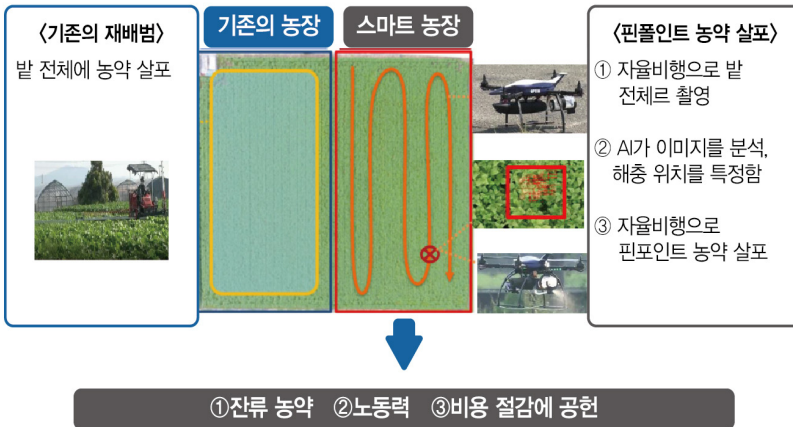 〈기존의 재배범〉
밭 전체에 농약 살포
기존의 농장
스마트 농장
〈핀폴인트 농약 살포〉
① 자율비행으로 밭
전체르 촬영
② AI가 이미지를 분석,
해충 위치를 특정함
③ 자율비행으로
핀포인트 농약 살포
①잔류 농약 ②노동력 ③비용 절감에 공헌